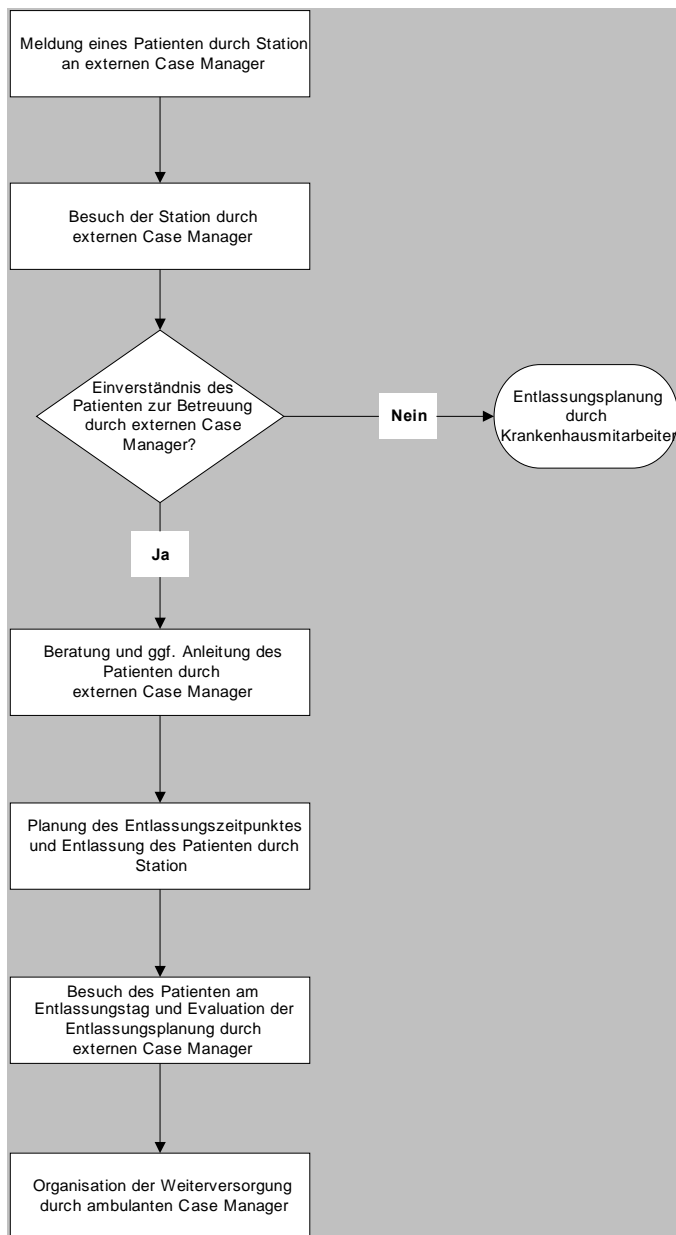 Meldung eines Patienten durch Station
an externen Case Manager
Besuch der Station durch
externen Case Manager
Einverständnis des
Patienten zur Betreuung
durch externen Case
Manager?
Nein
Entlassungsplanung
durch
Krankenhausmitarbeiter
Ja
Beratung und ggf. Anleitung des
Patienten durch
externen Case Manager
Planung des Entlassungszeitpunktes
und Entlassung des Patienten durch
Station
Besuch des Patienten am
Entlassungstag und Evaluation der
Entlassungsplanung durch
externen Case Manager
Organisation der Weiterversorgung
durch ambulanten Case Manager